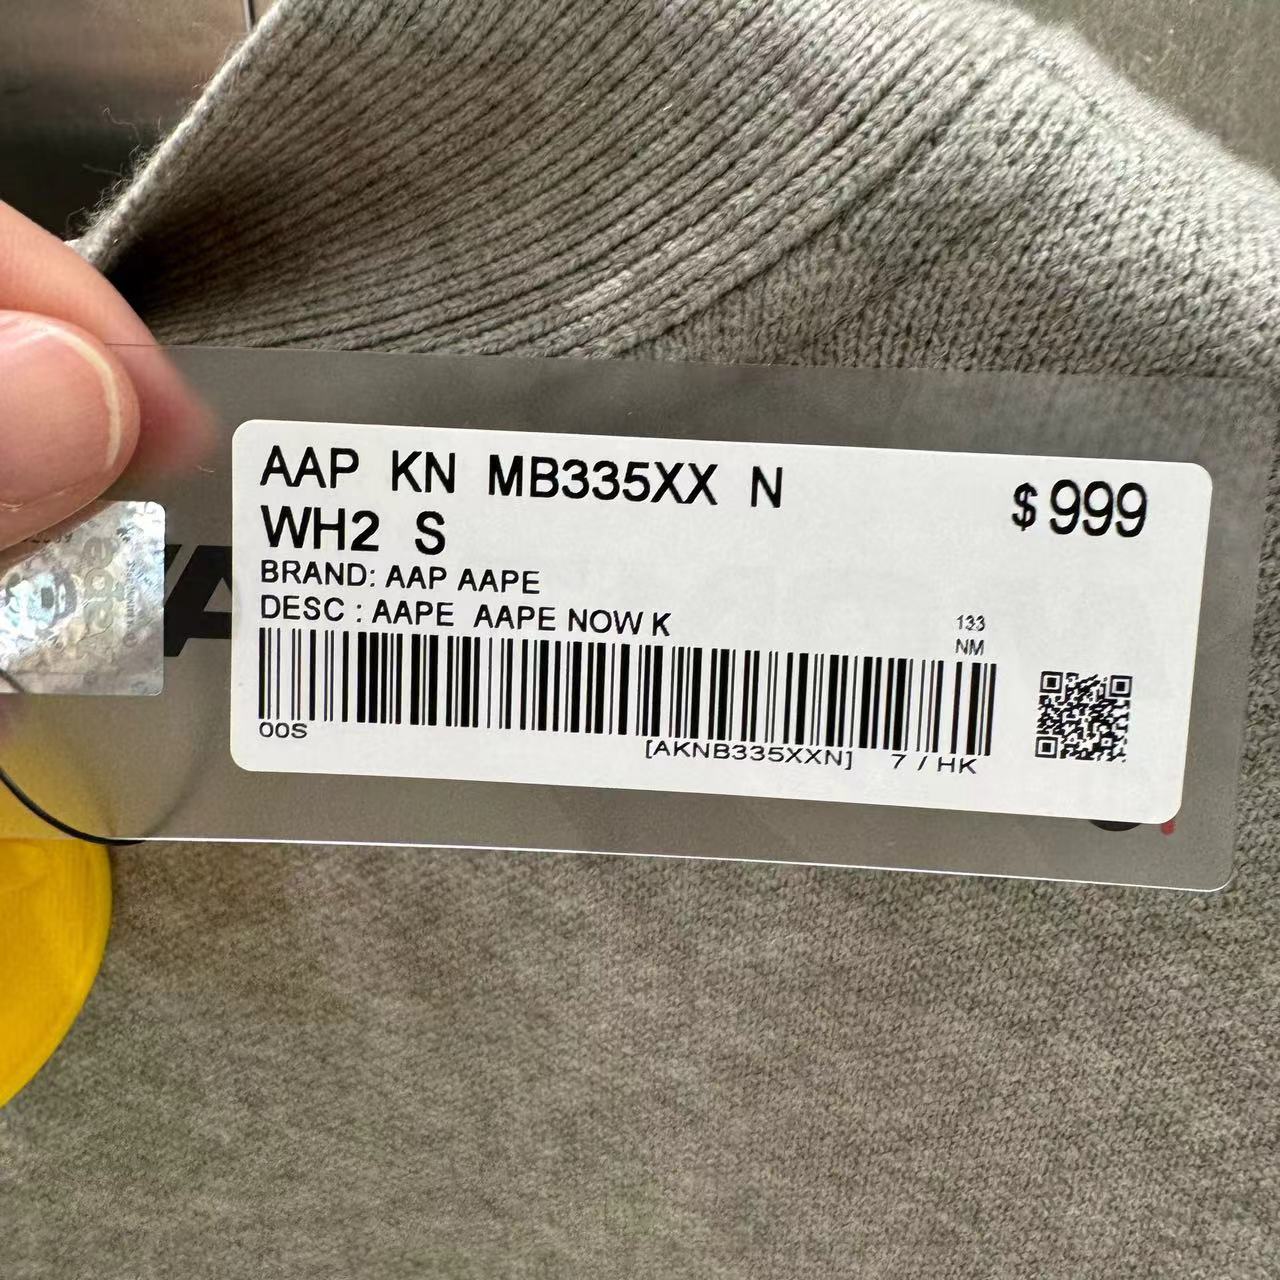 AAP KN MB335XX N
WH2 S
$999
BRAND: AAP AAPE
DESC : AAPE AAPE NOW K
133
NM
00S
[AKNB335XXN] 7 / HK